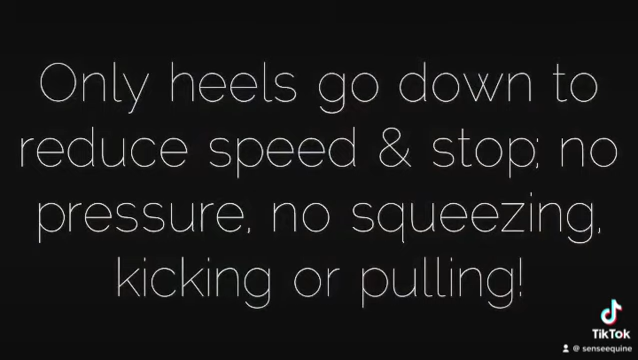 Only heels go down to
reduce speed & stop; no
pressure, no squeezing,
kicking or pulling!
TikTok
@ senseequine